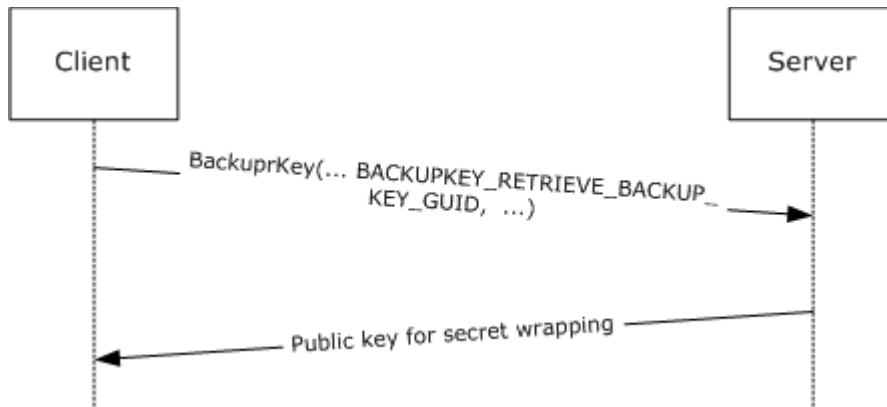 Client
Server
BackuprKey(... BACKUPKEY_RETRIEVE_BACKUP_
KEY_GUID, ...)
Public key for secret wrapping